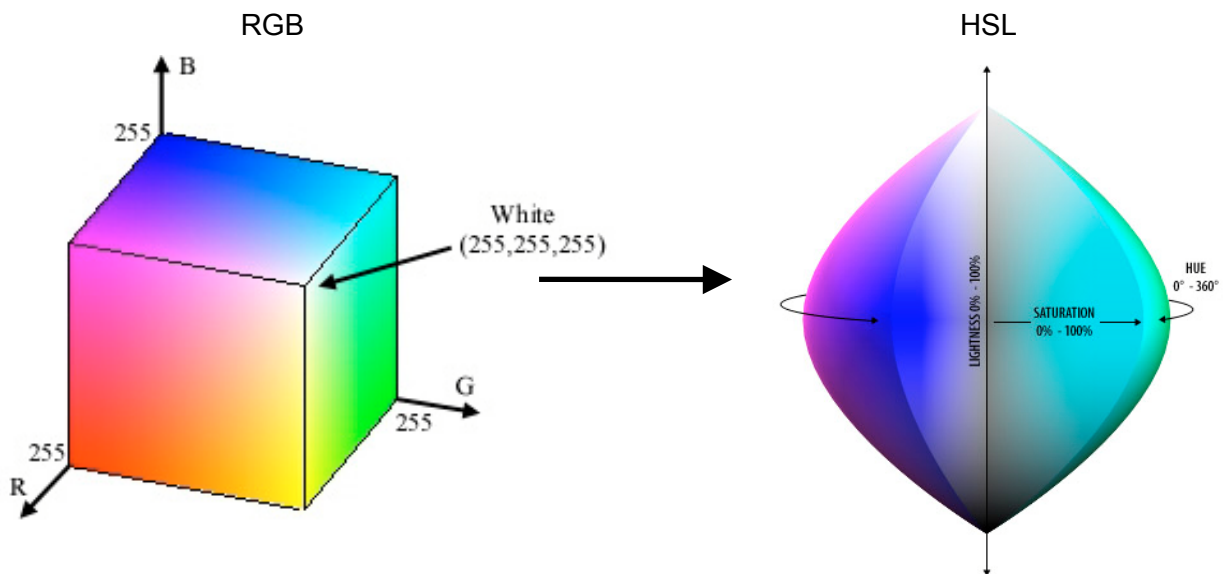 RGB
HSL
B
255
White
(255,255,255)
G
255
255
R
LIGHTNESS 0% - 100%
SATURATION
0% - 100%
HUE
0° - 360°